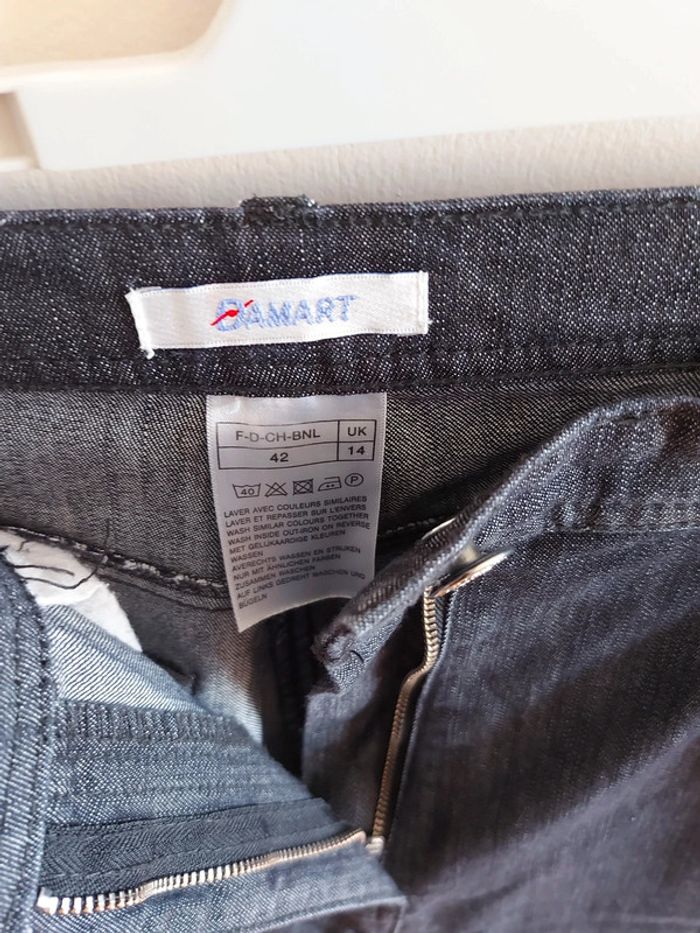 DAMART
F-D-CH-BNL UK
42 14
40 P
LAVER AVEC COULEURS SIMILAIRES
LAVER ET REPASSER SUR L'ENVERS
WASH SIMILAR COLOURS TOGETHER
WASH INSIDE OUT-IRON ON REVERSE
MET GELIJKAARDIGE KLEUREN
WASSEN
AVERECHTS WASSEN EN STRIJKEN
NUR MIT ÄHNLICHEN FARBEN
ZUSAMMEN WASCHEN
AUF LINKS GEDREHT WASCHEN UND
BÜGELN